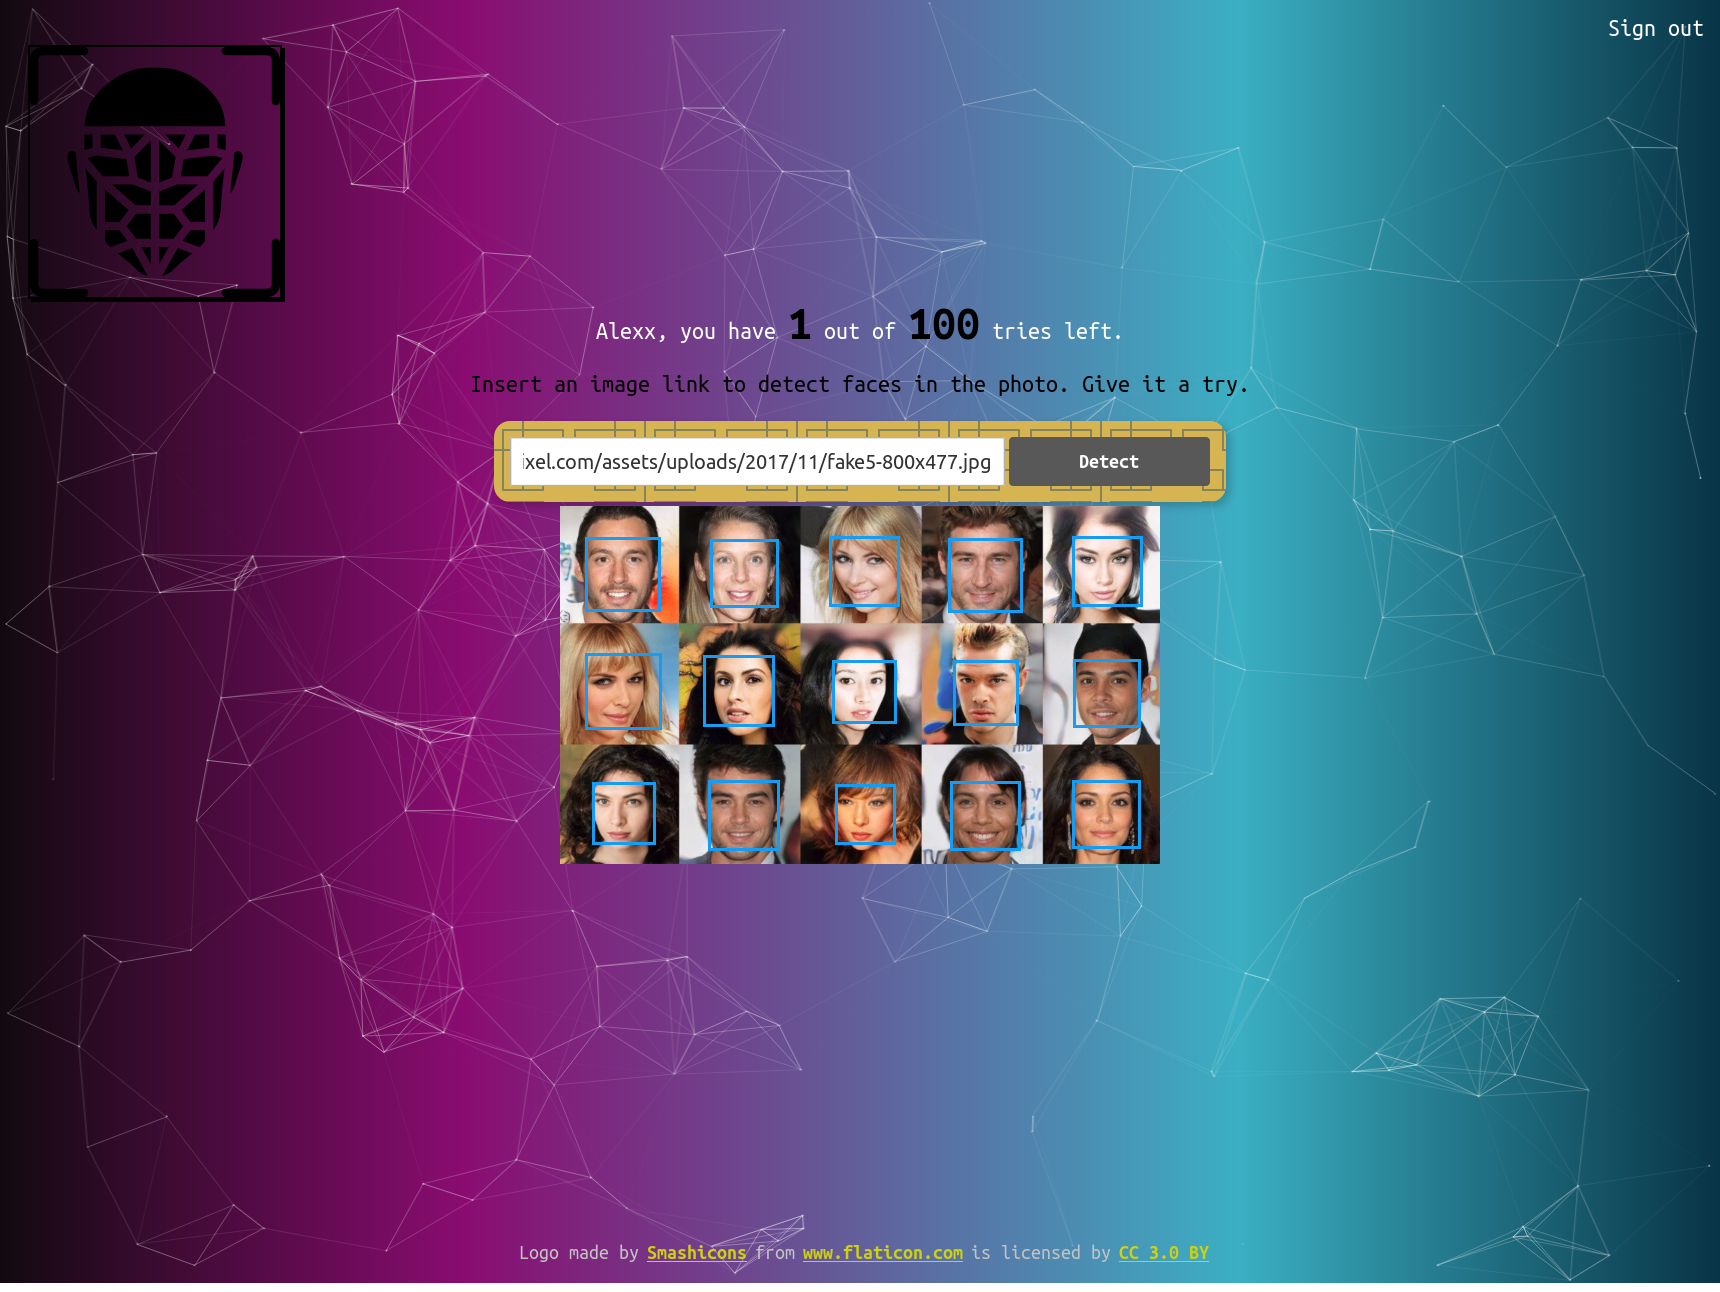 Sign out
Alexx, you have 1 out of 100 tries left.
Insert an image link to detect faces in the photo. Give it a try.
ixel.com/assets/uploads/2017/11/fake5-800x477.jpg
Detect
Logo made by Smashicons from www.flaticon.com is licensed by CC 3.0 BY